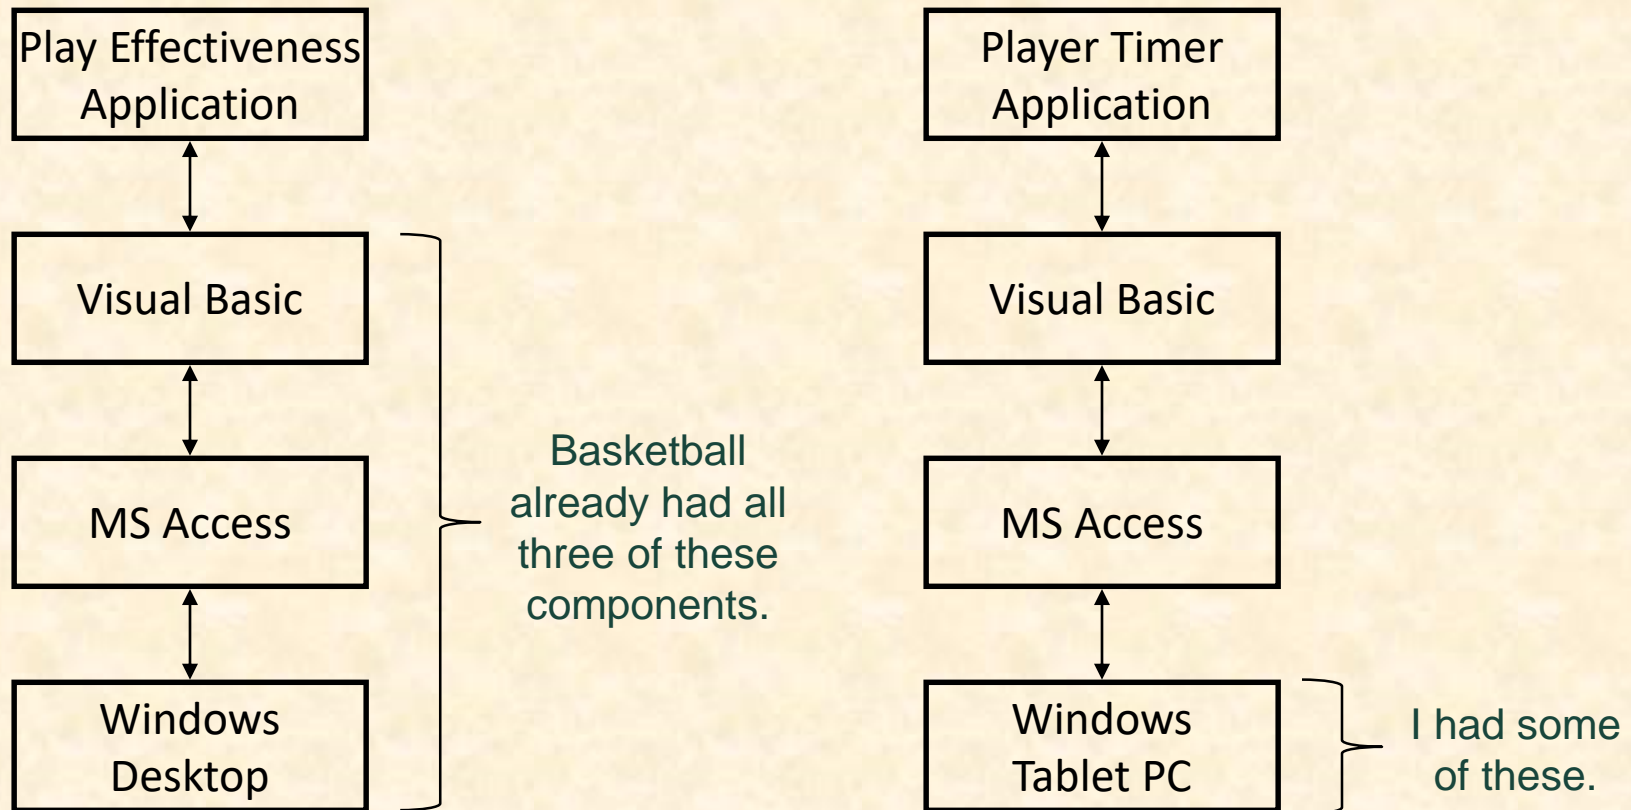 Play Effectiveness
Application
Visual Basic
MS Access
Windows
Desktop
Basketball
already had all
three of these
components.
Player Timer
Application
Visual Basic
MS Access
Windows
Tablet PC
I had some
of these.